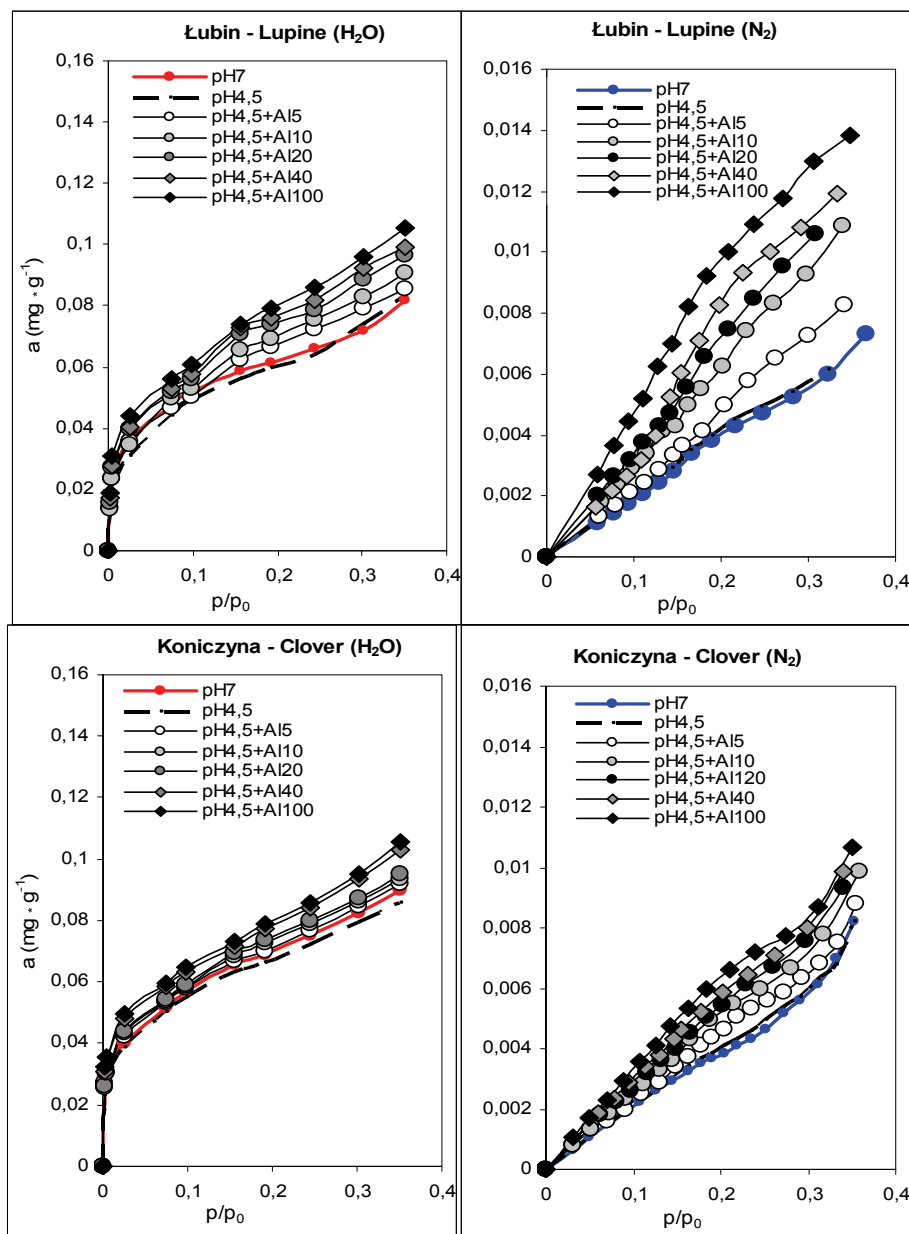 Łubin - Lupine (H₂O)
0,16
0,14
0,12
0,1
0,08
0,06
0,04
0,02
0
a (mg · g⁻¹)
pH7
pH4,5
pH4,5+Al5
pH4,5+Al10
pH4,5+Al20
pH4,5+Al40
pH4,5+Al100
0 0,1 0,2 0,3 0,4
p/p₀
Łubin - Lupine (N₂)
0,016
0,014
0,012
0,01
0,008
0,006
0,004
0,002
0
pH7
pH4,5
pH4,5+Al5
pH4,5+Al10
pH4,5+Al20
pH4,5+Al40
pH4,5+Al100
0 0,1 0,2 0,3 0,4
p/p₀
Koniczyna - Clover (H₂O)
0,16
0,14
0,12
0,1
0,08
0,06
0,04
0,02
0
a (mg · g⁻¹)
pH7
pH4,5
pH4,5+Al5
pH4,5+Al10
pH4,5+Al20
pH4,5+Al40
pH4,5+Al100
0 0,1 0,2 0,3 0,4
p/p₀
Koniczyna - Clover (N₂)
0,016
0,014
0,012
0,01
0,008
0,006
0,004
0,002
0
pH7
pH4,5
pH4,5+Al5
pH4,5+Al10
pH4,5+Al120
pH4,5+Al40
pH4,5+Al100
0 0,1 0,2 0,3 0,4
p/p₀